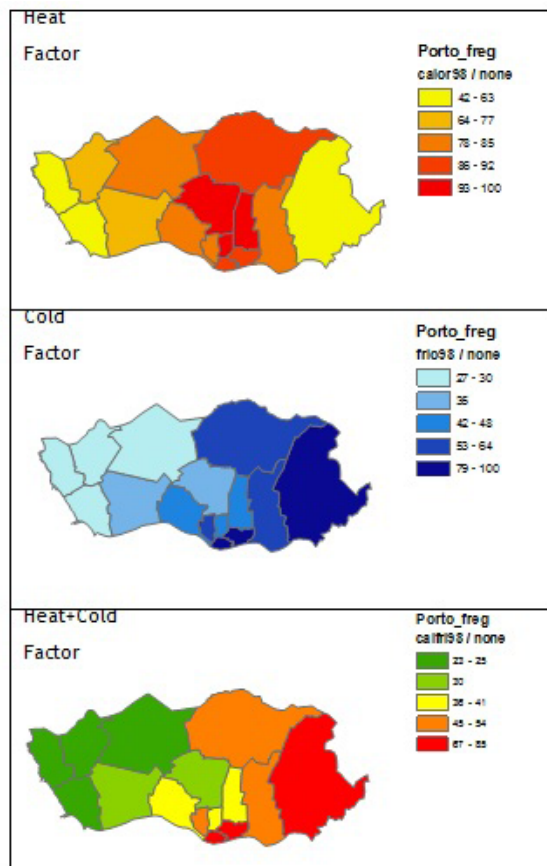 Heat
Factor
Porto_freg
calor98 / none
42 - 63
64 - 77
78 - 85
86 - 92
93 - 100
Cold
Factor
Porto_freg
frio98 / none
27 - 30
35
42 - 48
53 - 64
79 - 100
Heat+Cold
Factor
Porto_freg
calfri98 / none
23 - 25
30
36 - 41
45 - 54
67 - 85